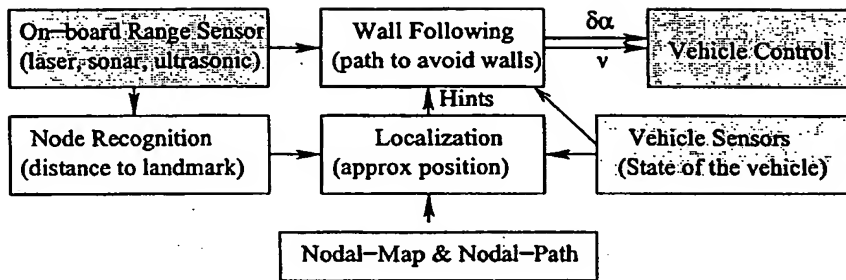 On-board Range Sensor
(laser, sonar, ultrasonic)
Wall Following
(path to avoid walls)
δα
ν
Vehicle Control
Hints
Node Recognition
(distance to landmark)
Localization
(approx position)
Vehicle Sensors
(State of the vehicle)
Nodal-Map & Nodal-Path